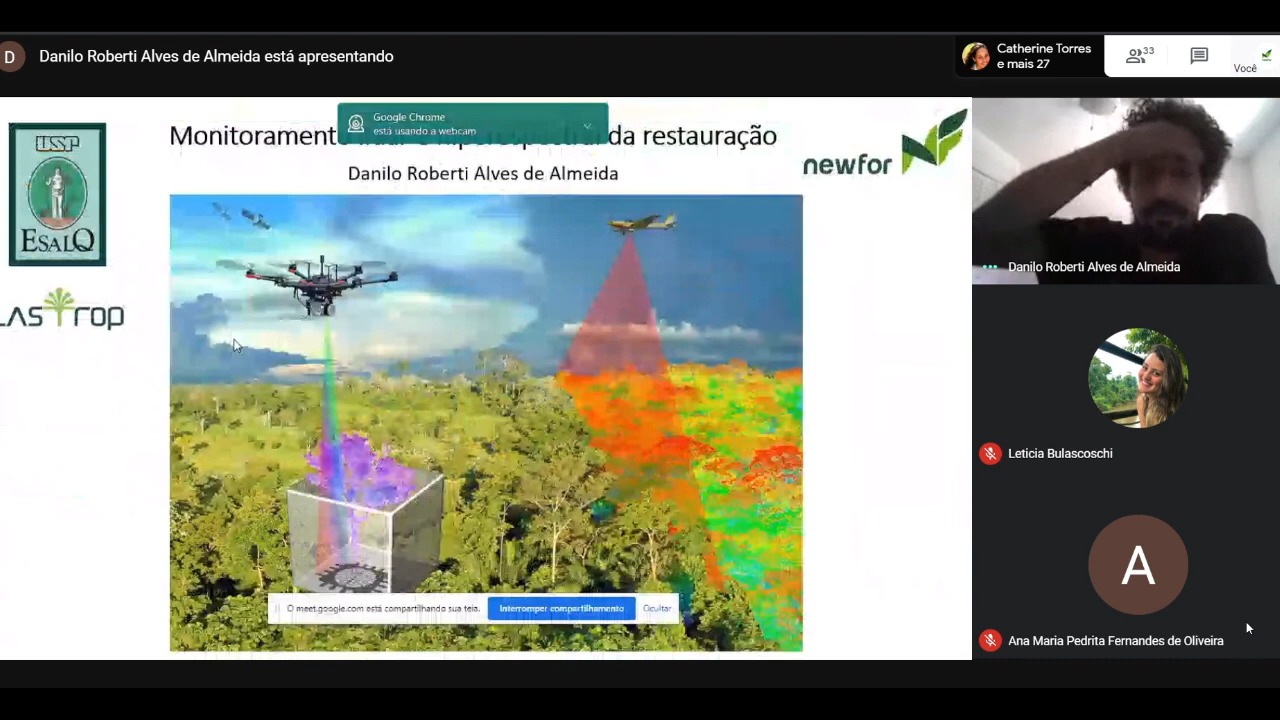 D
Danilo Roberti Alves de Almeida está apresentando
Catherine Torres
e mais 27
33
Você
Google Chrome
está usando a webcam
Monitoramento
da restauração
Danilo Roberti Alves de Almeida
USP
ESALQ
newfor
LASTROP
Danilo Roberti Alves de Almeida
Leticia Bulascoschi
A
O meet.google.com está compartilhando sua tela.
Interromper compartilhamento
Ocultar
Ana Maria Pedrita Fernandes de Oliveira